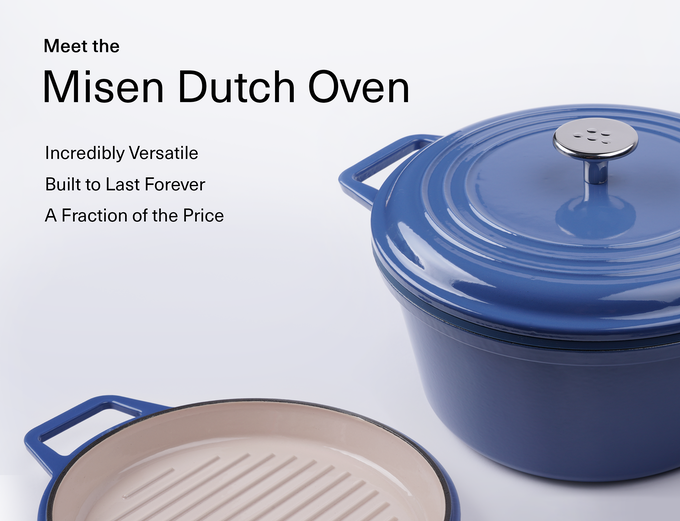 Meet the
Misen Dutch Oven
Incredibly Versatile
Built to Last Forever
A Fraction of the Price